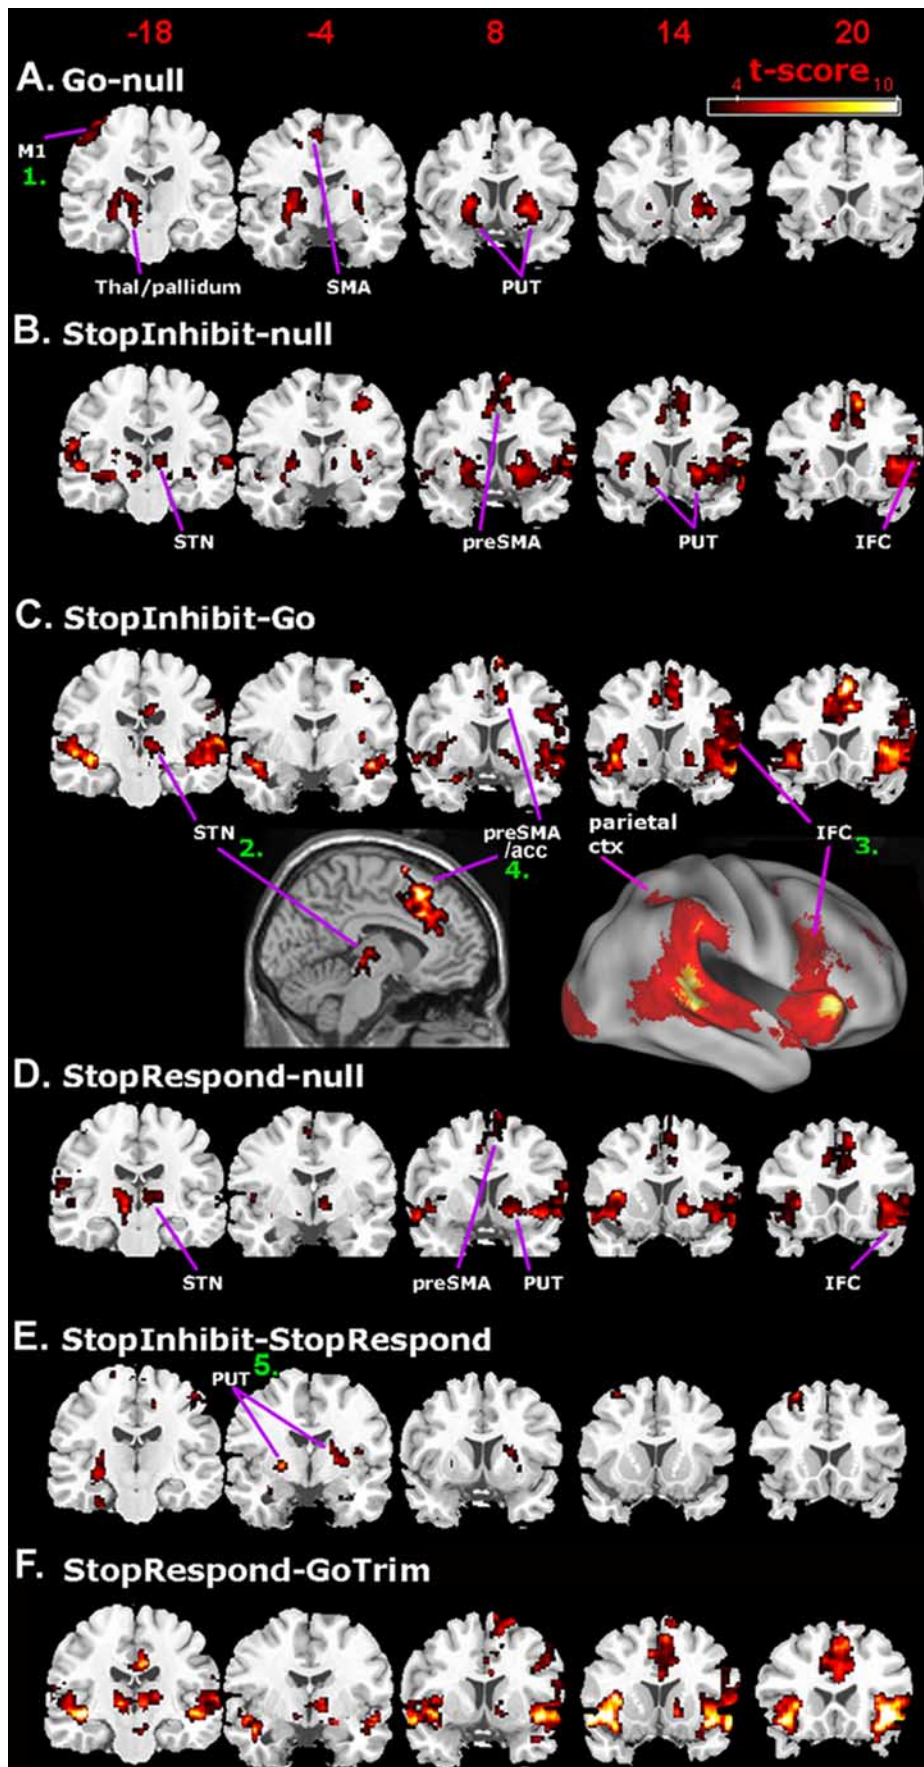 -18 -4 8 14 20
A. Go-null
t-score
4 10
M1
1.
Thal/pallidum SMA PUT
B. StopInhibit-null
STN preSMA PUT IFC
C. StopInhibit-Go
STN 2. preSMA /acc 4. parietal ctx IFC 3.
D. StopRespond-null
STN preSMA PUT IFC
E. StopInhibit-StopRespond
PUT 5.
F. StopRespond-GoTrim